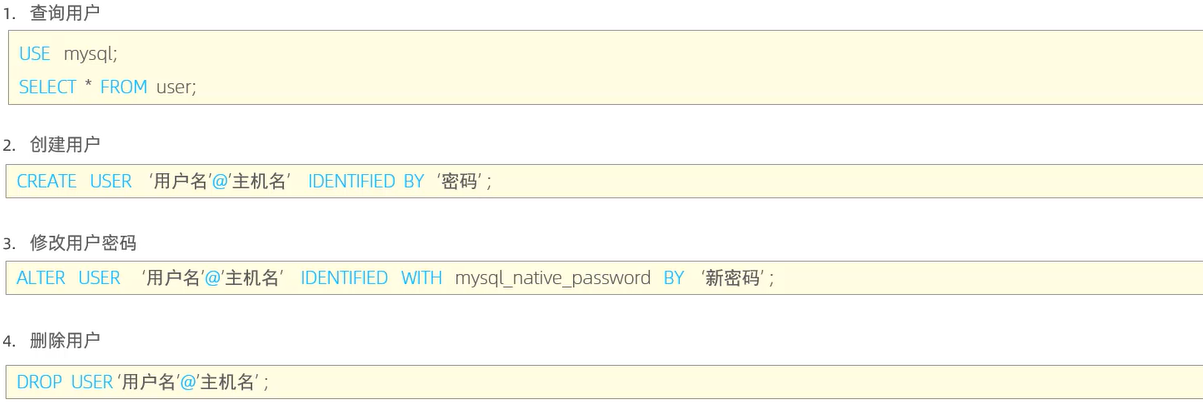 1. 查询用户
USE mysql;
SELECT * FROM user;
2. 创建用户
CREATE USER ‘用户名’@’主机名’ IDENTIFIED BY ‘密码’ ;
3. 修改用户密码
ALTER USER ‘用户名’@’主机名’ IDENTIFIED WITH mysql_native_password BY ‘新密码’ ;
4. 删除用户
DROP USER ‘用户名’@’主机名’ ;